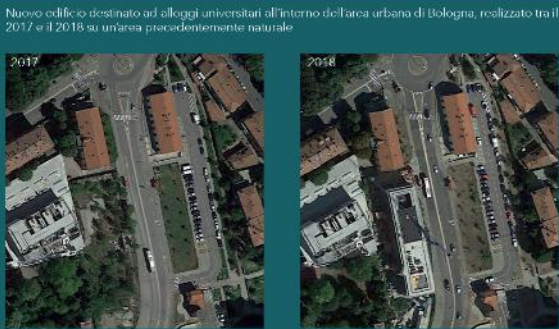 Nuovo edificio destinato ad alloggi universitari all'interno dell'area urbana di Bologna, realizzato tra il
2017 e il 2018 su un'area precedentemente naturale
2017
2018